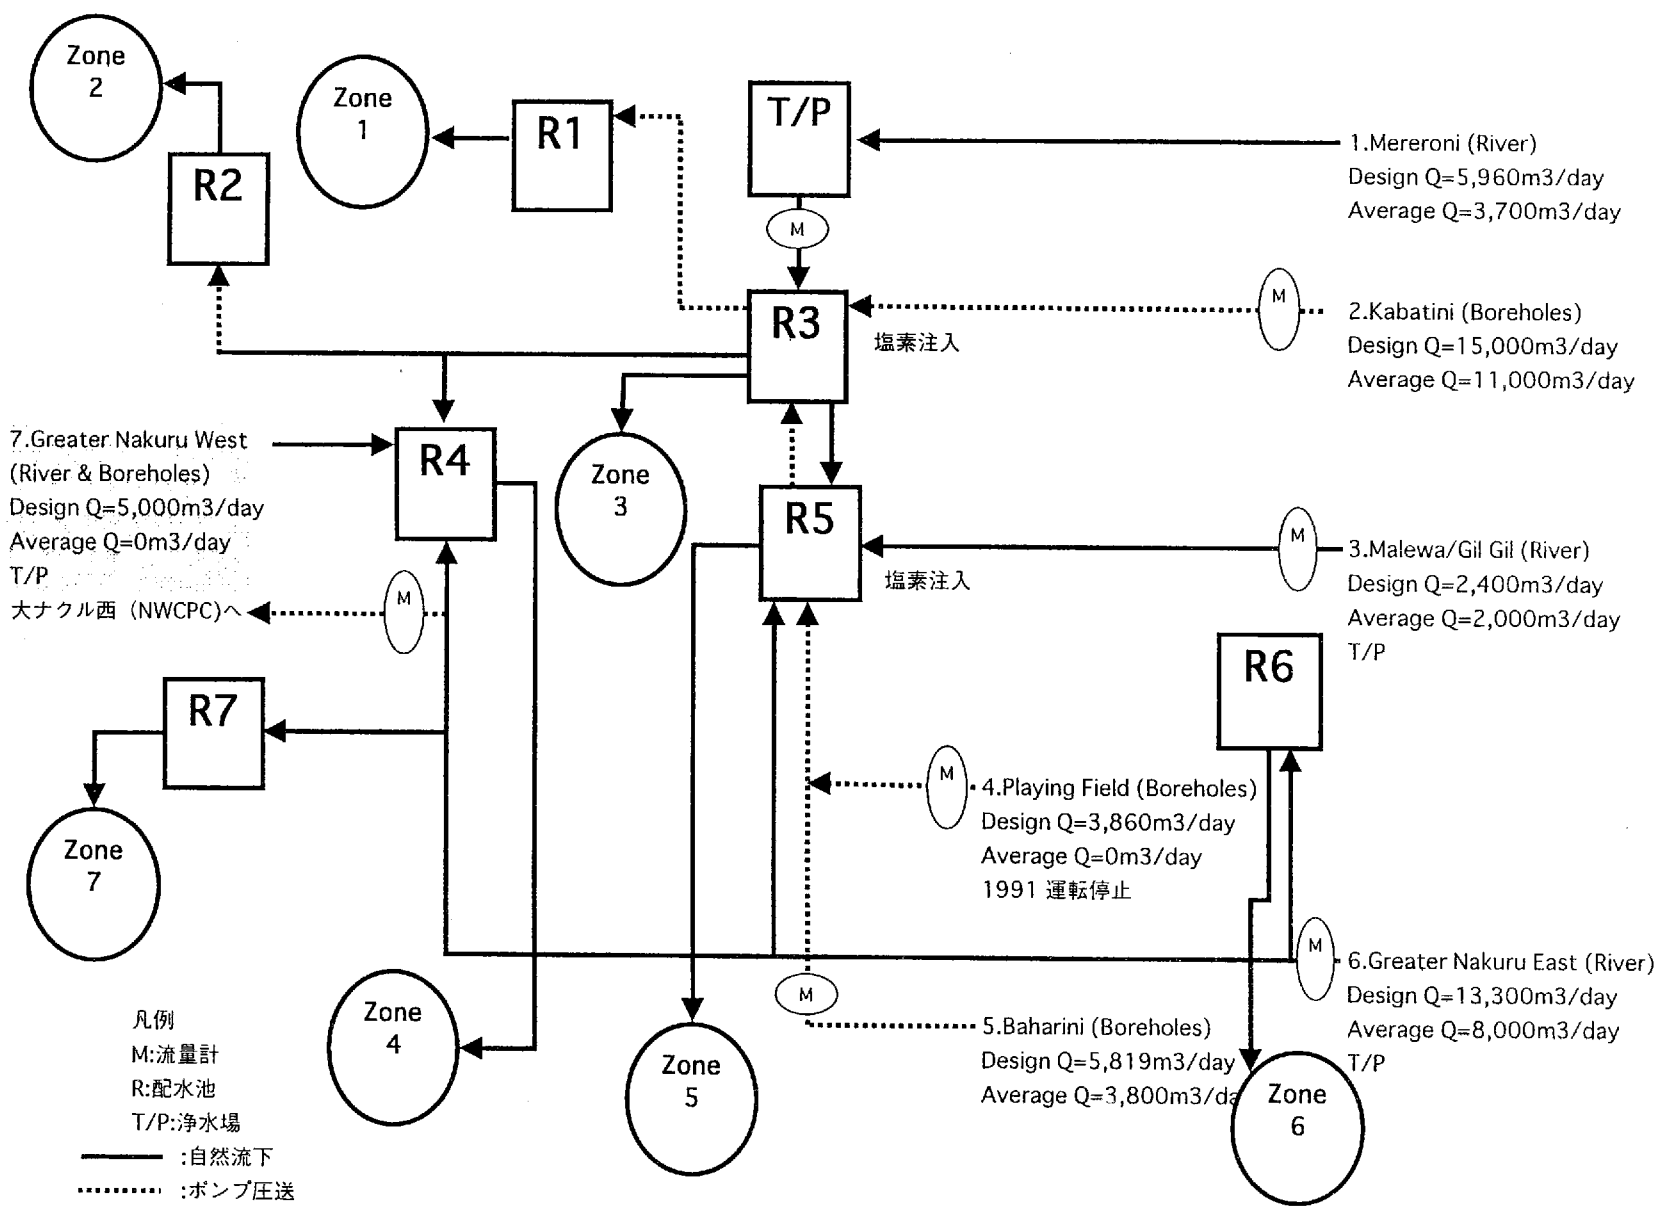 Zone
2
Zone
1
R1
T/P
R2
1.Mereroni (River)
Design Q=5,960m3/day
Average Q=3,700m3/day
M
R3
塩素注入
M
2.Kabatini (Boreholes)
Design Q=15,000m3/day
Average Q=11,000m3/day
7.Greater Nakuru West
(River & Boreholes)
Design Q=5,000m3/day
Average Q=0m3/day
T/P
大ナクル西 (NWCPC)へ
M
R4
Zone
3
R5
塩素注入
M
3.Malewa/Gil Gil (River)
Design Q=2,400m3/day
Average Q=2,000m3/day
T/P
R6
R7
Zone
7
M
4.Playing Field (Boreholes)
Design Q=3,860m3/day
Average Q=0m3/day
1991 運転停止
M
6.Greater Nakuru East (River)
Design Q=13,300m3/day
Average Q=8,000m3/day
T/P
M
5.Baharini (Boreholes)
Design Q=5,819m3/day
Average Q=3,800m3/da
Zone
4
Zone
5
Zone
6
凡例
M:流量計
R:配水池
T/P:浄水場
:自然流下
:ポンプ圧送